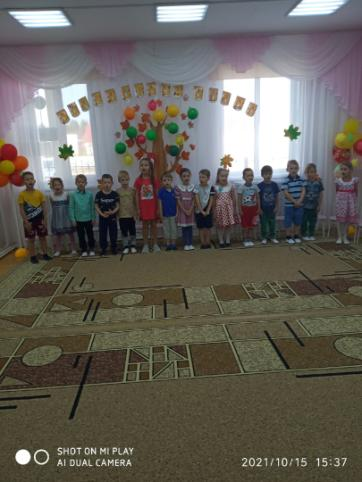 SHOT ON MI PLAY
AI DUAL CAMERA
2021/10/15 15:37